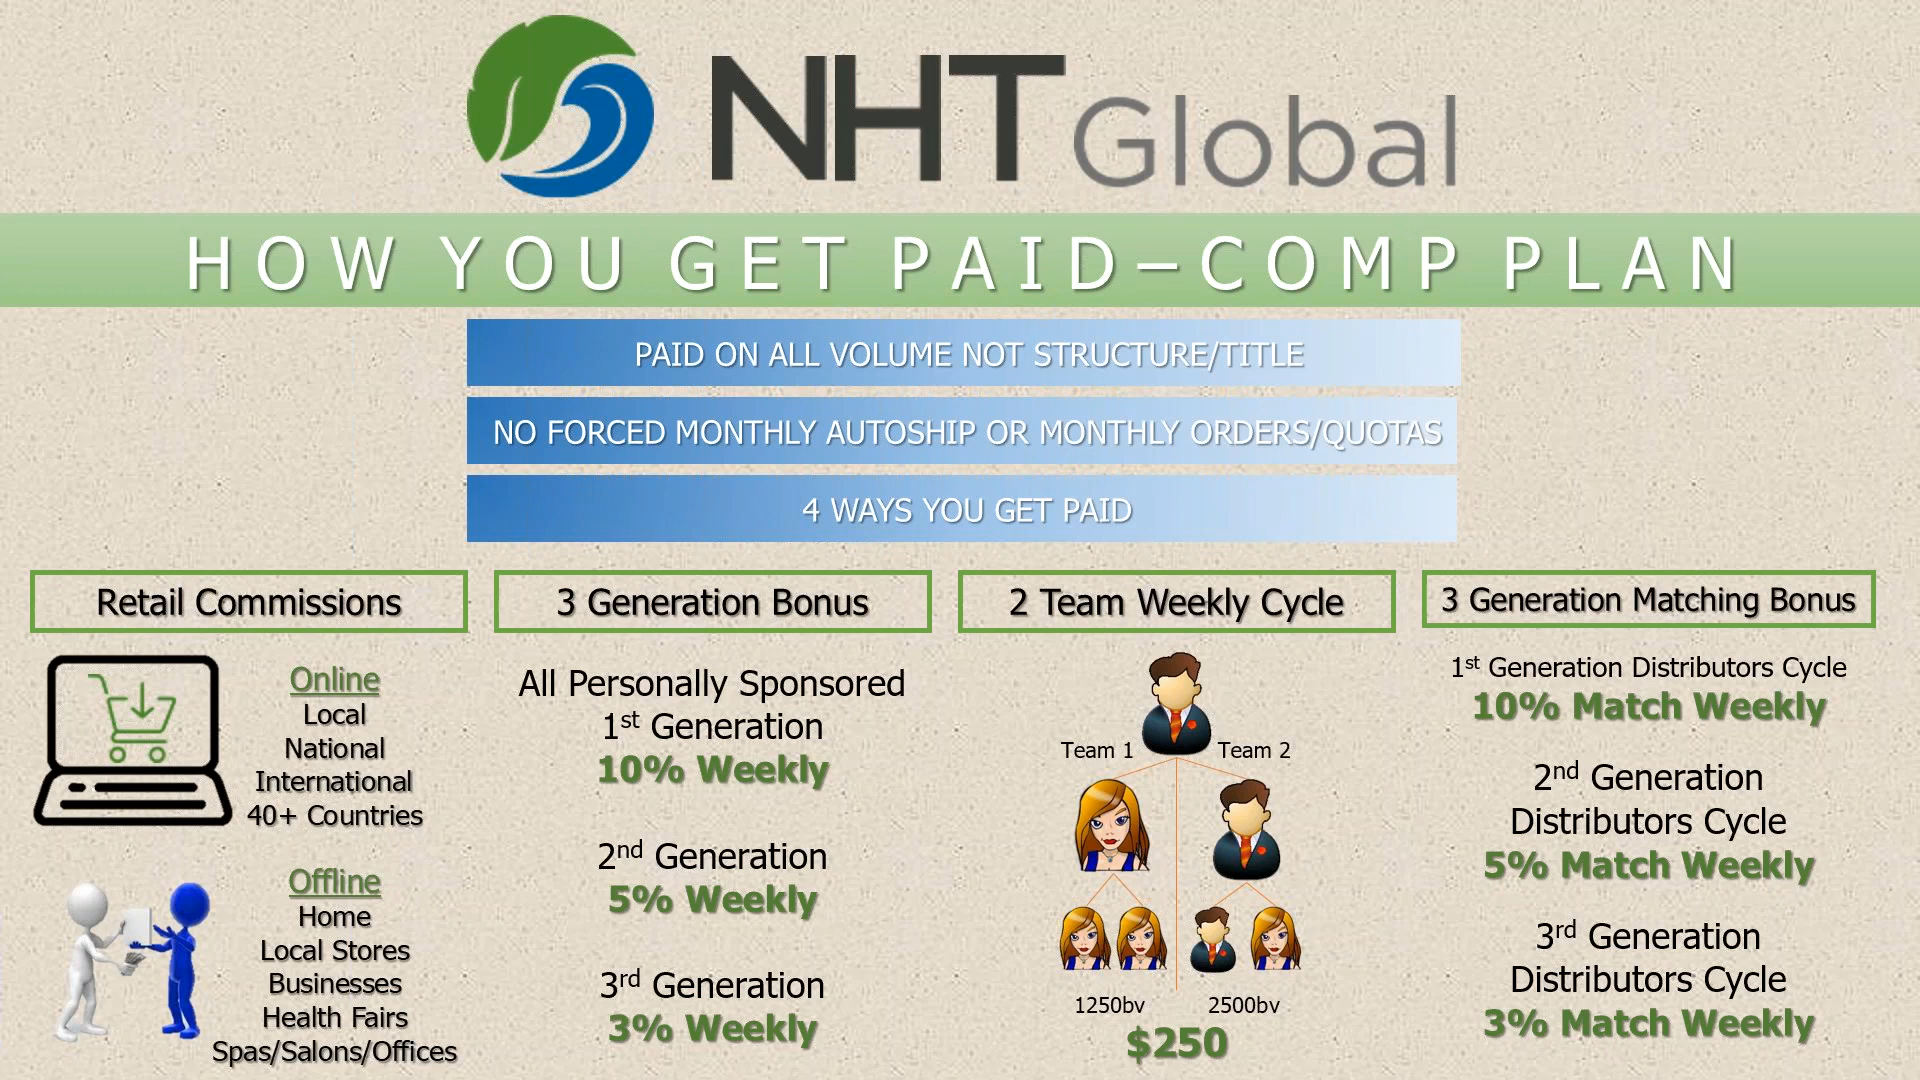 NHT Global
HOW YOU GET PAID–COMP PLAN
PAID ON ALL VOLUME NOT STRUCTURE/TITLE
NO FORCED MONTHLY AUTOSHIP OR MONTHLY ORDERS/QUOTAS
4 WAYS YOU GET PAID
Retail Commissions
Online
Local
National
International
40+ Countries
Offline
Home
Local Stores
Businesses
Health Fairs
Spas/Salons/Offices
3 Generation Bonus
All Personally Sponsored
1st Generation
10% Weekly
2nd Generation
5% Weekly
3rd Generation
3% Weekly
2 Team Weekly Cycle
Team 1 Team 2
1250bv 2500bv
$250
3 Generation Matching Bonus
1st Generation Distributors Cycle
10% Match Weekly
2nd Generation
Distributors Cycle
5% Match Weekly
3rd Generation
Distributors Cycle
3% Match Weekly